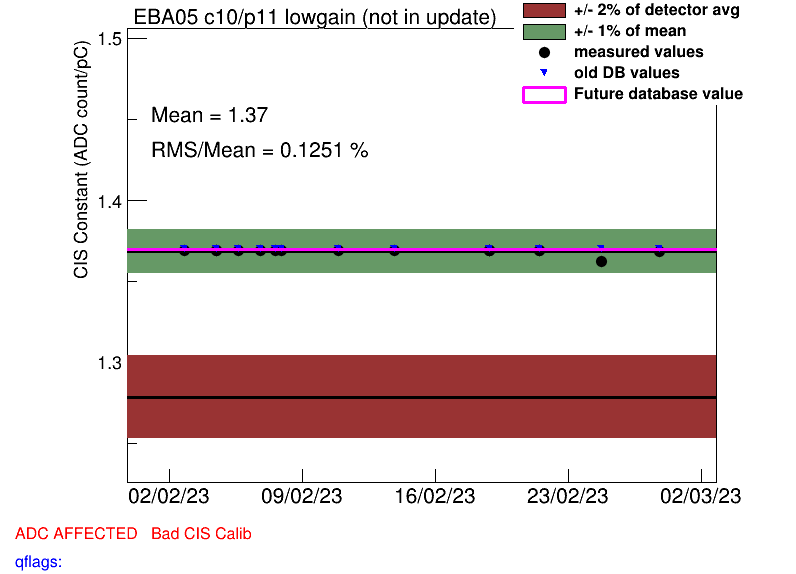 EBA05 c10/p11 lowgain (not in update)
+/- 2% of detector avg
+/- 1% of mean
measured values
old DB values
Future database value
Mean = 1.37
RMS/Mean = 0.1251 %
CIS Constant (ADC count/pC)
1.5
1.4
1.3
02/02/23 09/02/23 16/02/23 23/02/23 02/03/23
ADC AFFECTED Bad CIS Calib
qflags: